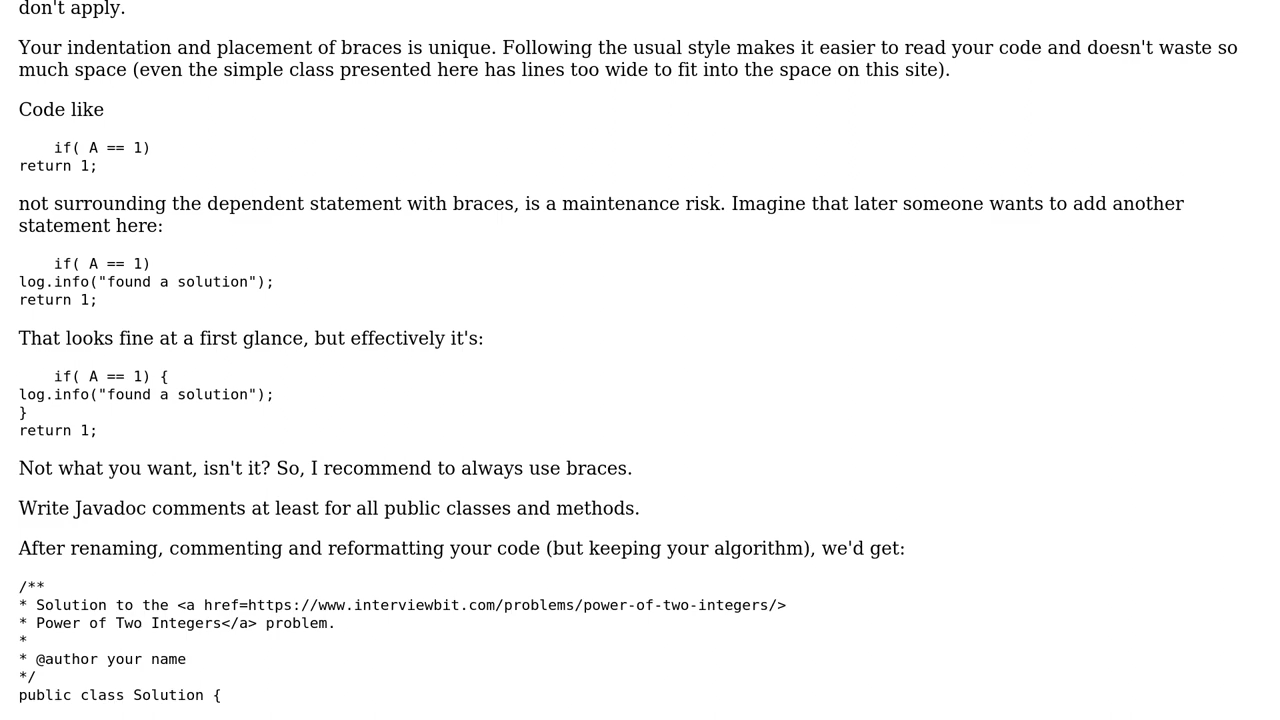 don't apply.
Your indentation and placement of braces is unique. Following the usual style makes it easier to read your code and doesn't waste so
much space (even the simple class presented here has lines too wide to fit into the space on this site).
Code like
    if( A == 1)
return 1;
not surrounding the dependent statement with braces, is a maintenance risk. Imagine that later someone wants to add another
statement here:
    if( A == 1)
log.info("found a solution");
return 1;
That looks fine at a first glance, but effectively it's:
    if( A == 1) {
log.info("found a solution");
}
return 1;
Not what you want, isn't it? So, I recommend to always use braces.
Write Javadoc comments at least for all public classes and methods.
After renaming, commenting and reformatting your code (but keeping your algorithm), we'd get:
/**
* Solution to the <a href=https://www.interviewbit.com/problems/power-of-two-integers/>
* Power of Two Integers</a> problem.
*
* @author your name
*/
public class Solution {